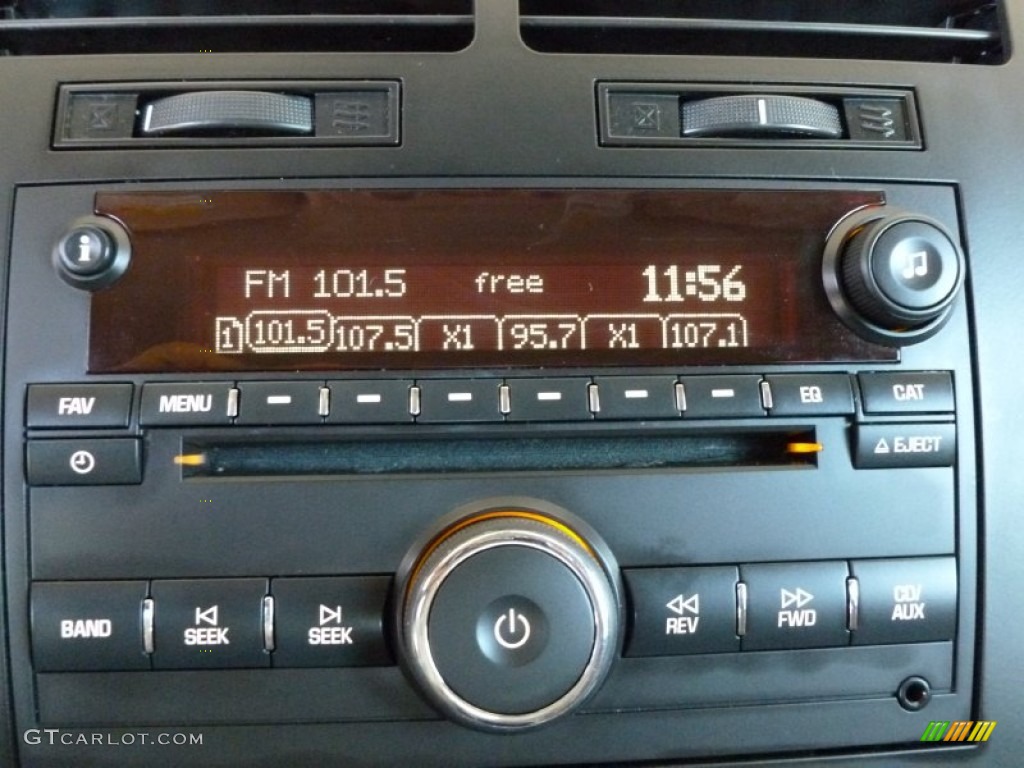 i
FM 101.5 free 11:56
1 101.5 107.5 X1 95.7 X1 107.1
FAV MENU EQ CAT
EJECT
BAND SEEK SEEK REV FWD CD/
AUX
GTCARLOT.COM